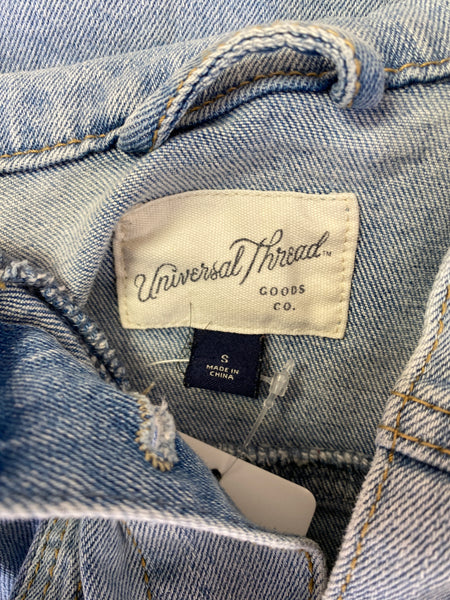 Universal Thread™
GOODS
CO.
S
MADE IN
CHINA